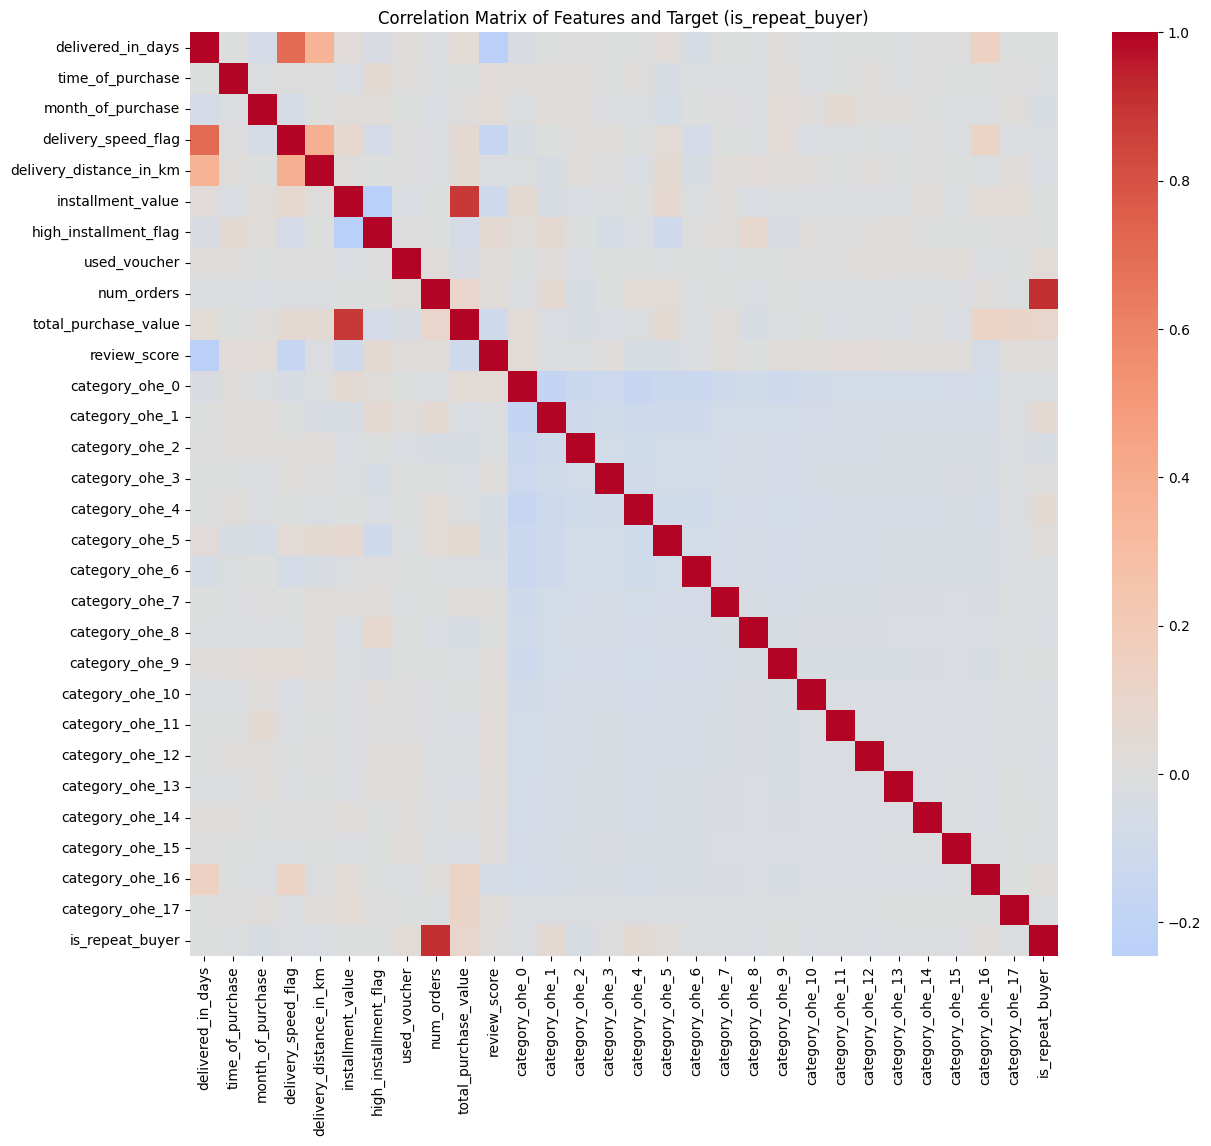 Correlation Matrix of Features and Target (is_repeat_buyer)
delivered_in_days
time_of_purchase
month_of_purchase
delivery_speed_flag
delivery_distance_in_km
installment_value
high_installment_flag
used_voucher
num_orders
total_purchase_value
review_score
category_ohe_0
category_ohe_1
category_ohe_2
category_ohe_3
category_ohe_4
category_ohe_5
category_ohe_6
category_ohe_7
category_ohe_8
category_ohe_9
category_ohe_10
category_ohe_11
category_ohe_12
category_ohe_13
category_ohe_14
category_ohe_15
category_ohe_16
category_ohe_17
is_repeat_buyer
delivered_in_days
time_of_purchase
month_of_purchase
delivery_speed_flag
delivery_distance_in_km
installment_value
high_installment_flag
used_voucher
num_orders
total_purchase_value
review_score
category_ohe_0
category_ohe_1
category_ohe_2
category_ohe_3
category_ohe_4
category_ohe_5
category_ohe_6
category_ohe_7
category_ohe_8
category_ohe_9
category_ohe_10
category_ohe_11
category_ohe_12
category_ohe_13
category_ohe_14
category_ohe_15
category_ohe_16
category_ohe_17
is_repeat_buyer
1.0
0.8
0.6
0.4
0.2
0.0
−0.2